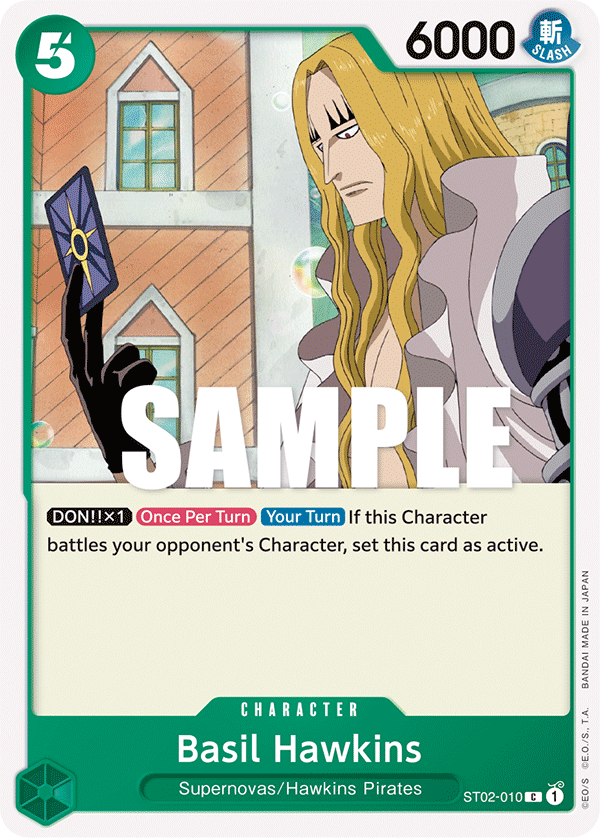 5
6000
斬
SLASH
SAMPLE
DON!!×1 Once Per Turn Your Turn If this Character
battles your opponent's Character, set this card as active.
CHARACTER
Basil Hawkins
Supernovas/Hawkins Pirates
ST02-010 C 1
©E.O/S ©E.O./S., T.A. BANDAI MADE IN JAPAN